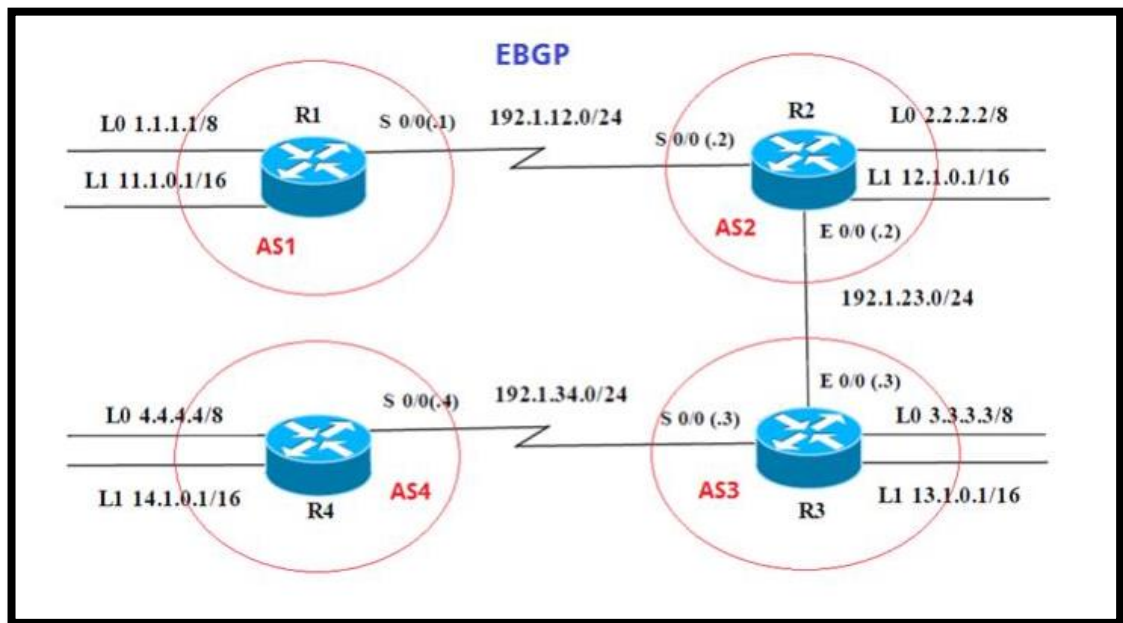 EBGP
R1
R2
L0 1.1.1.1/8
S 0/0(.1)
192.1.12.0/24
S 0/0 (.2)
L0 2.2.2.2/8
L1 11.1.0.1/16
L1 12.1.0.1/16
AS1
AS2
E 0/0 (.2)
192.1.23.0/24
E 0/0 (.3)
L0 4.4.4.4/8
S 0/0(.4)
192.1.34.0/24
S 0/0 (.3)
L0 3.3.3.3/8
L1 14.1.0.1/16
AS4
AS3
L1 13.1.0.1/16
R4
R3